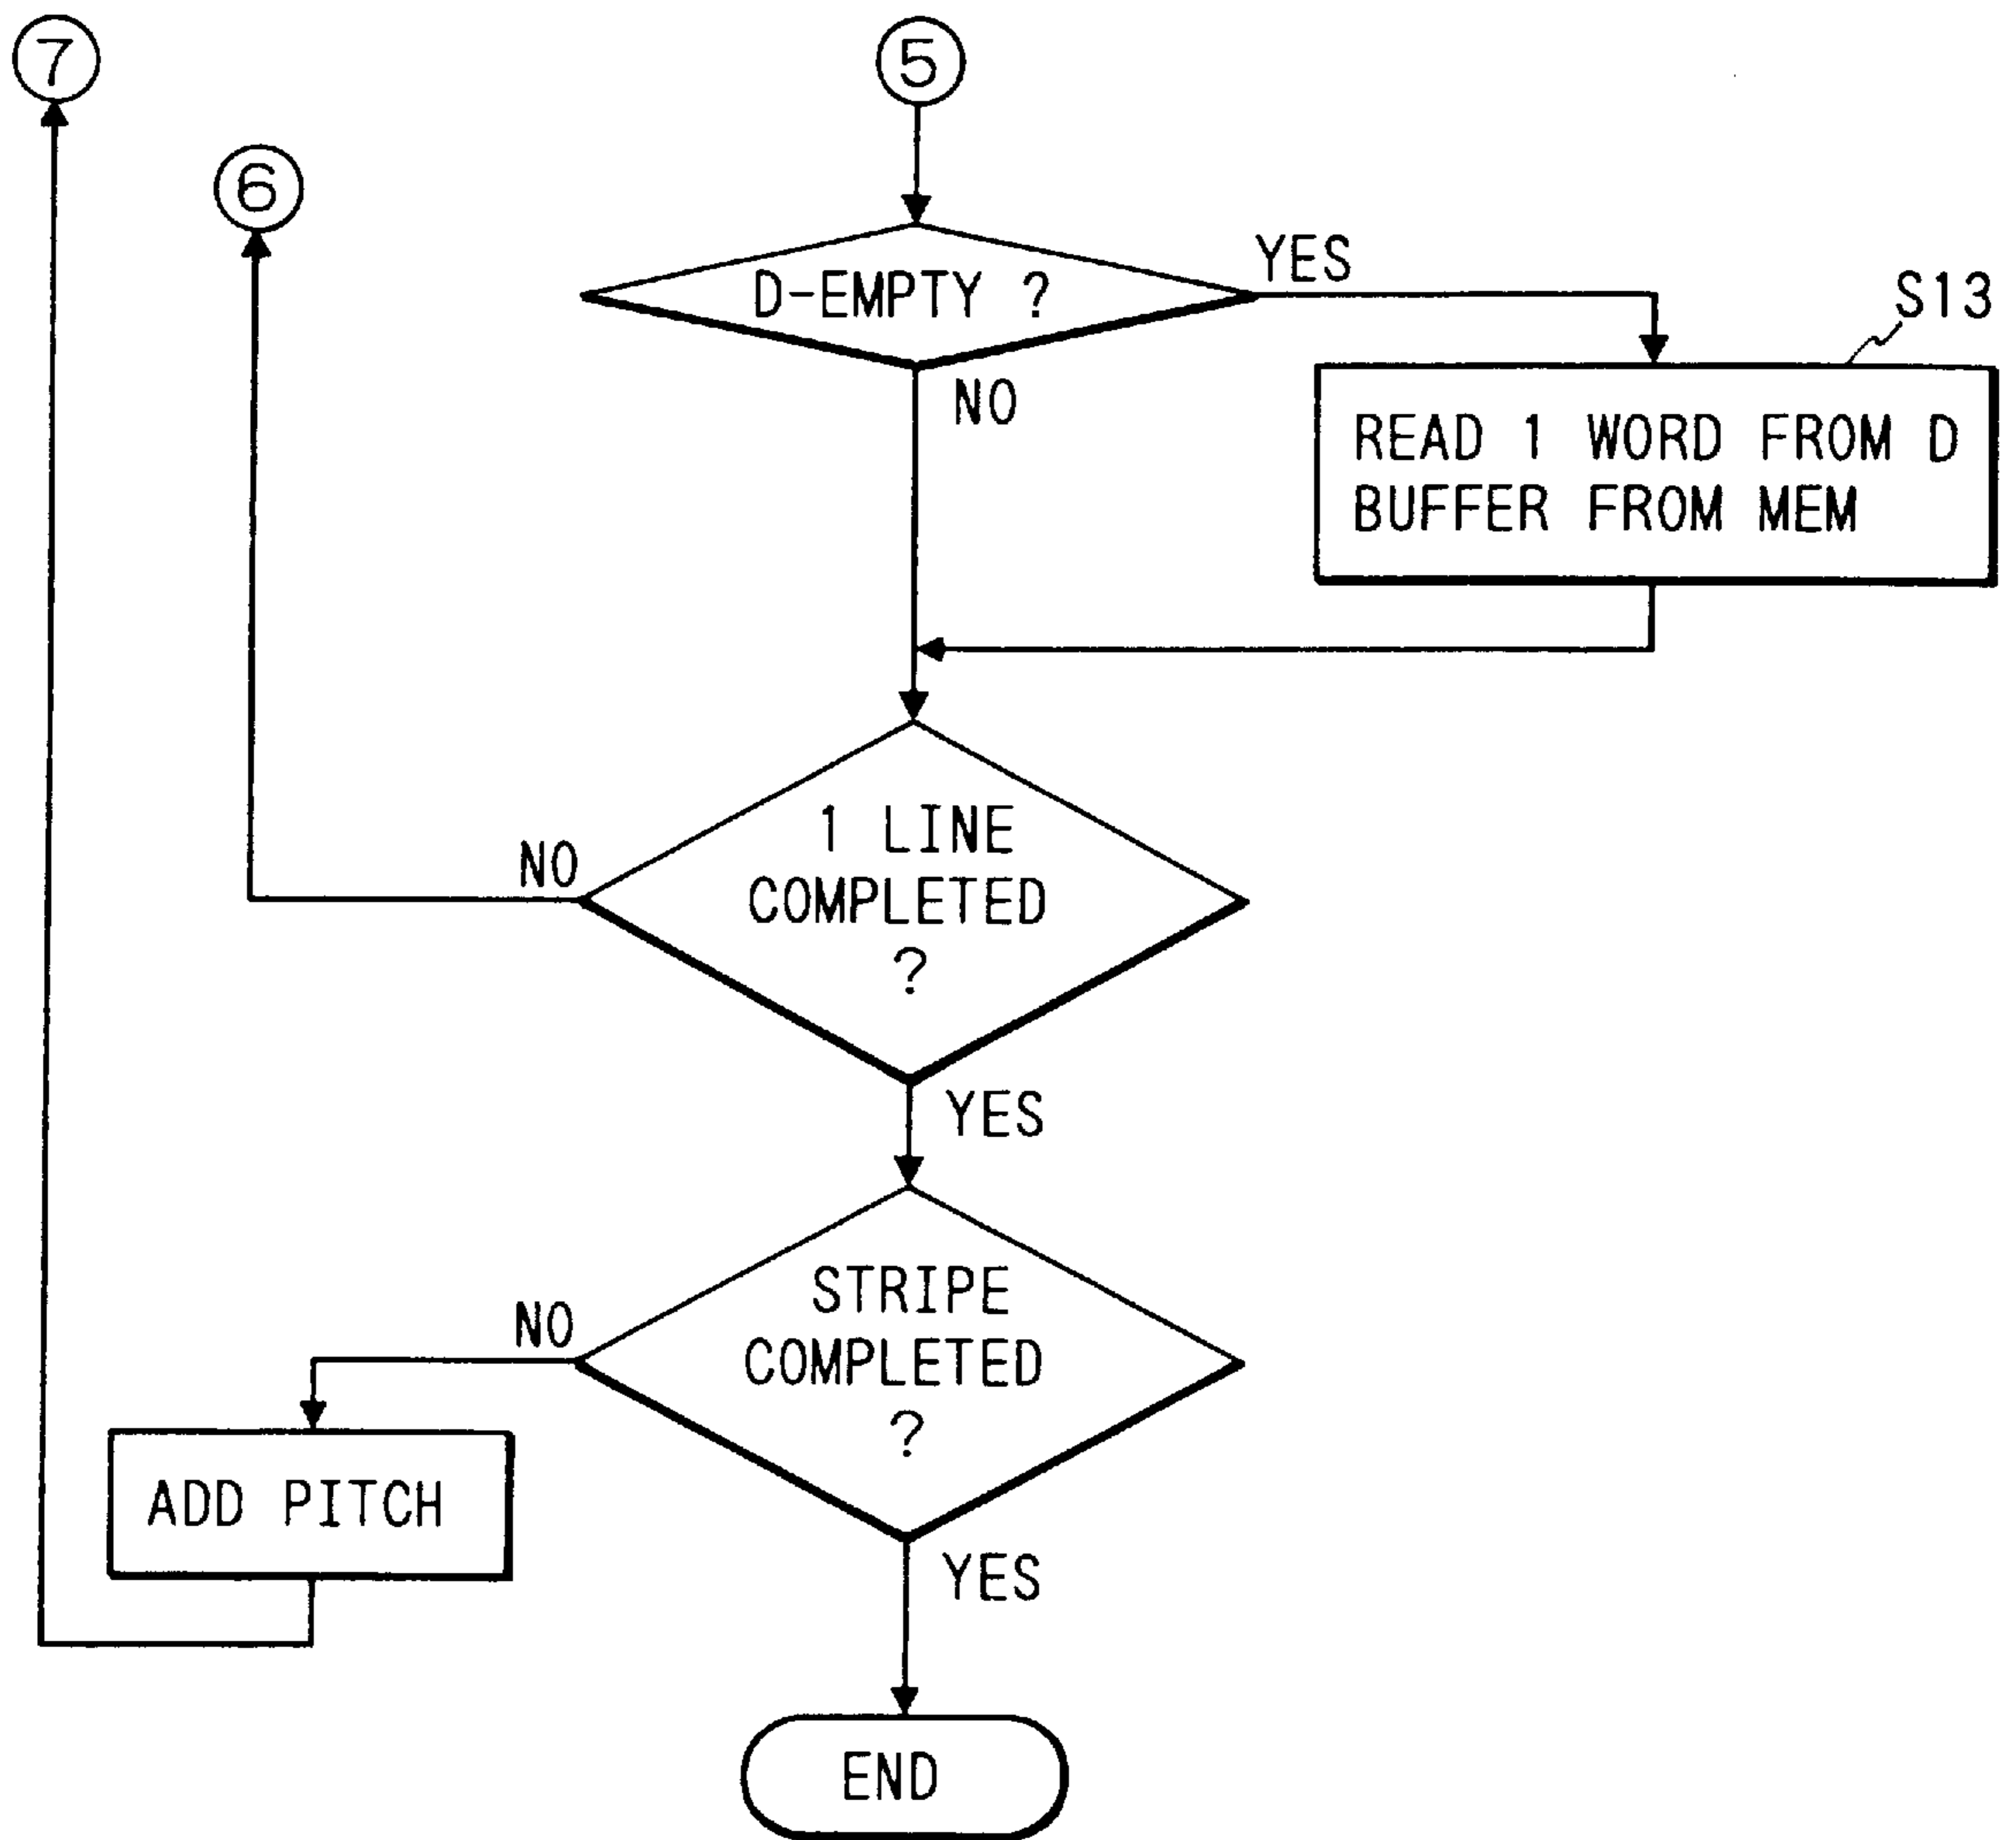 7
5
6
D-EMPTY ?
YES
S13
NO
READ 1 WORD FROM D
BUFFER FROM MEM
1 LINE
COMPLETED
?
NO
YES
STRIPE
COMPLETED
?
NO
ADD PITCH
YES
END